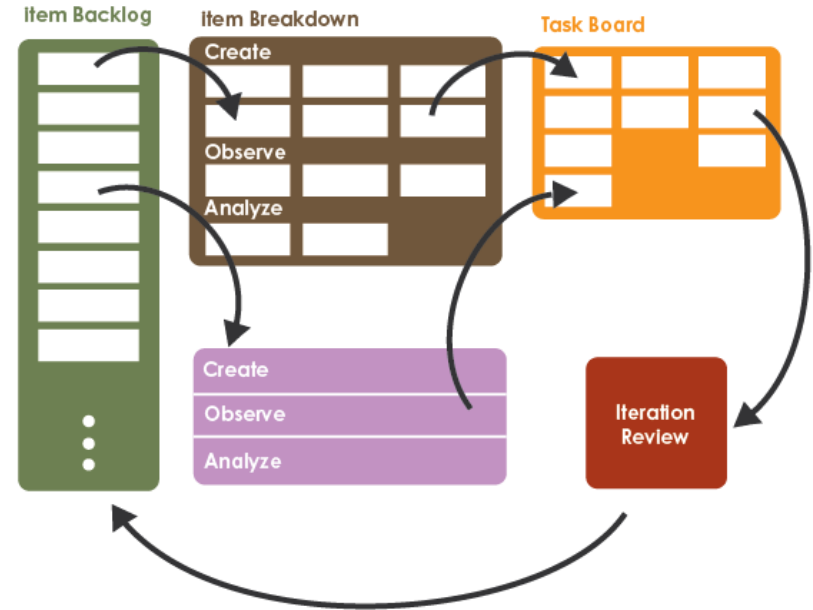 item Backlog
item Breakdown
Task Board
Create
Observe
Analyze
Create
Observe
Analyze
Iteration
Review